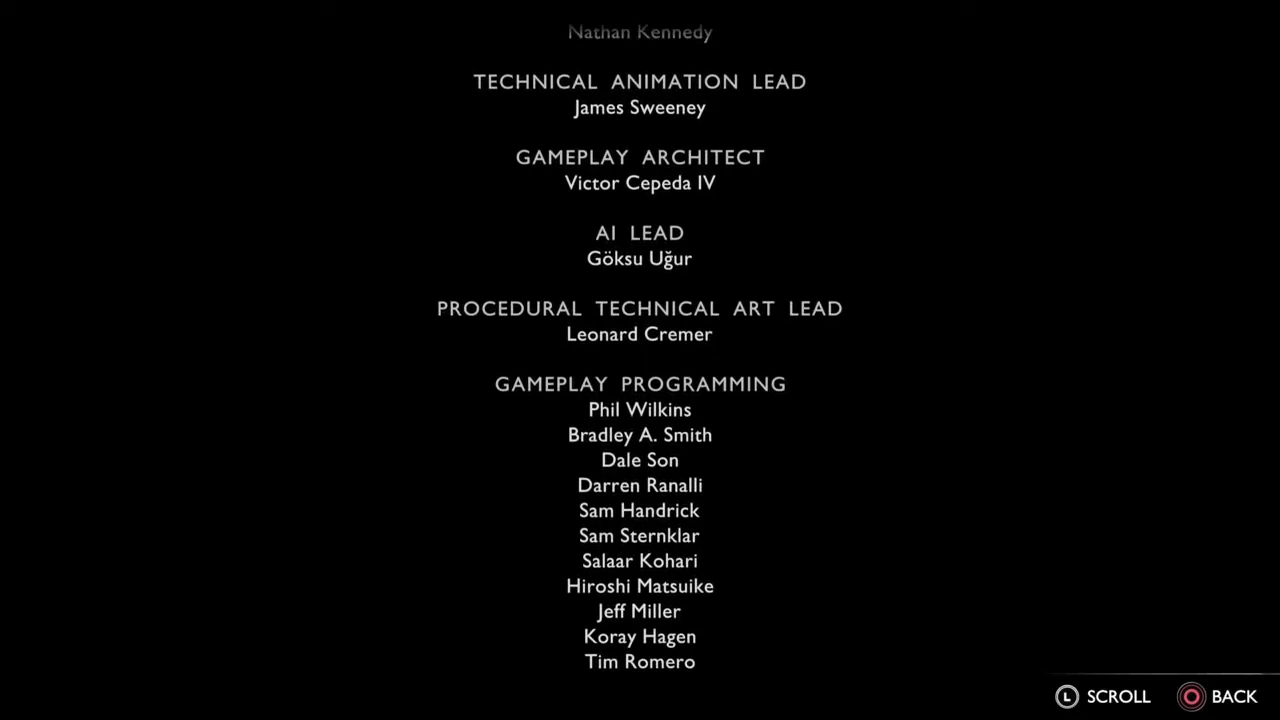 Nathan Kennedy
TECHNICAL ANIMATION LEAD
James Sweeney
GAMEPLAY ARCHITECT
Victor Cepeda IV
AI LEAD
Göksu Uğur
PROCEDURAL TECHNICAL ART LEAD
Leonard Cremer
GAMEPLAY PROGRAMMING
Phil Wilkins
Bradley A. Smith
Dale Son
Darren Ranalli
Sam Handrick
Sam Sternklar
Salaar Kohari
Hiroshi Matsuike
Jeff Miller
Koray Hagen
Tim Romero
L SCROLL BACK